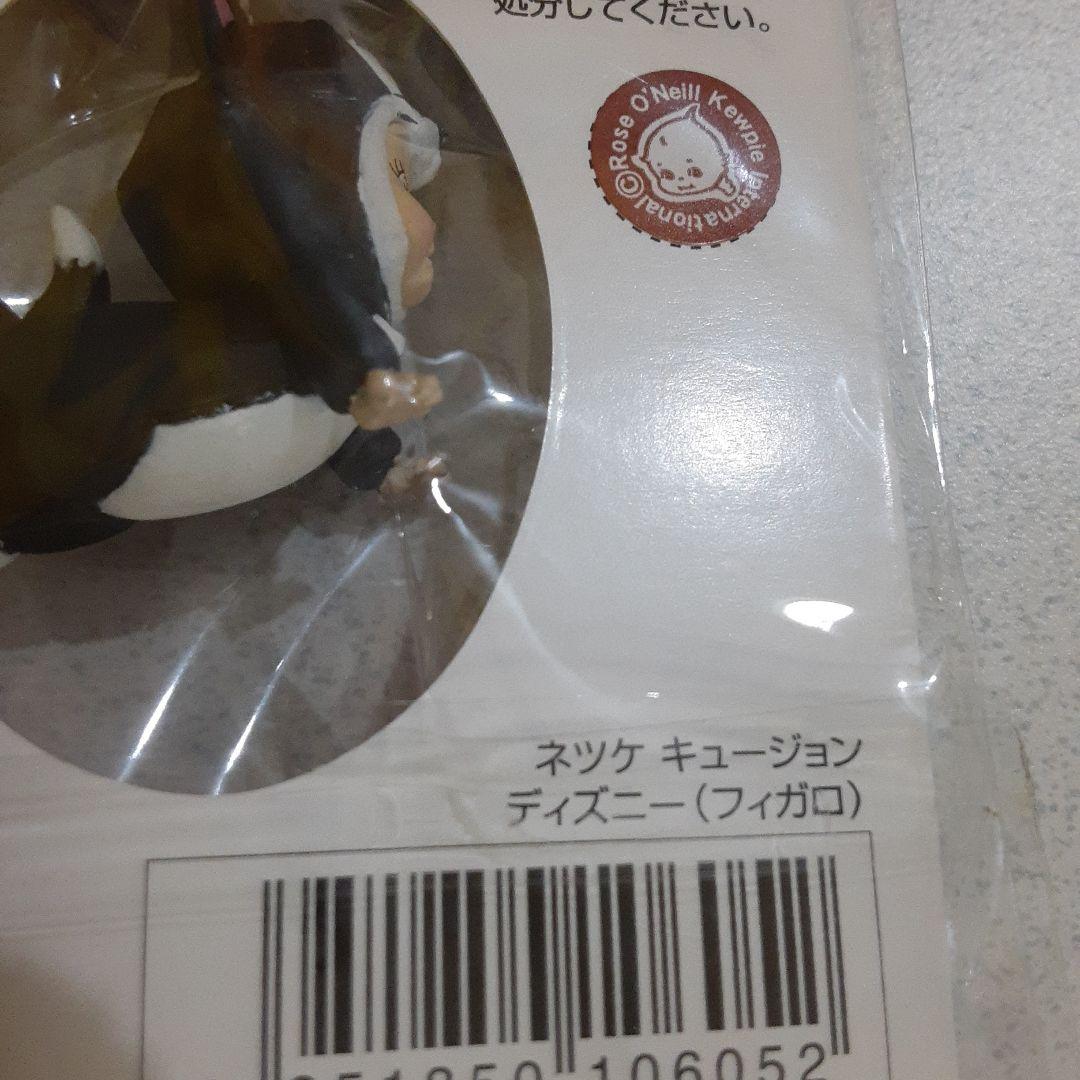 処分してください。
©Rose O'Neill Kewpie International
ネツケ キュージョン
ディズニー(フィガロ)
106052